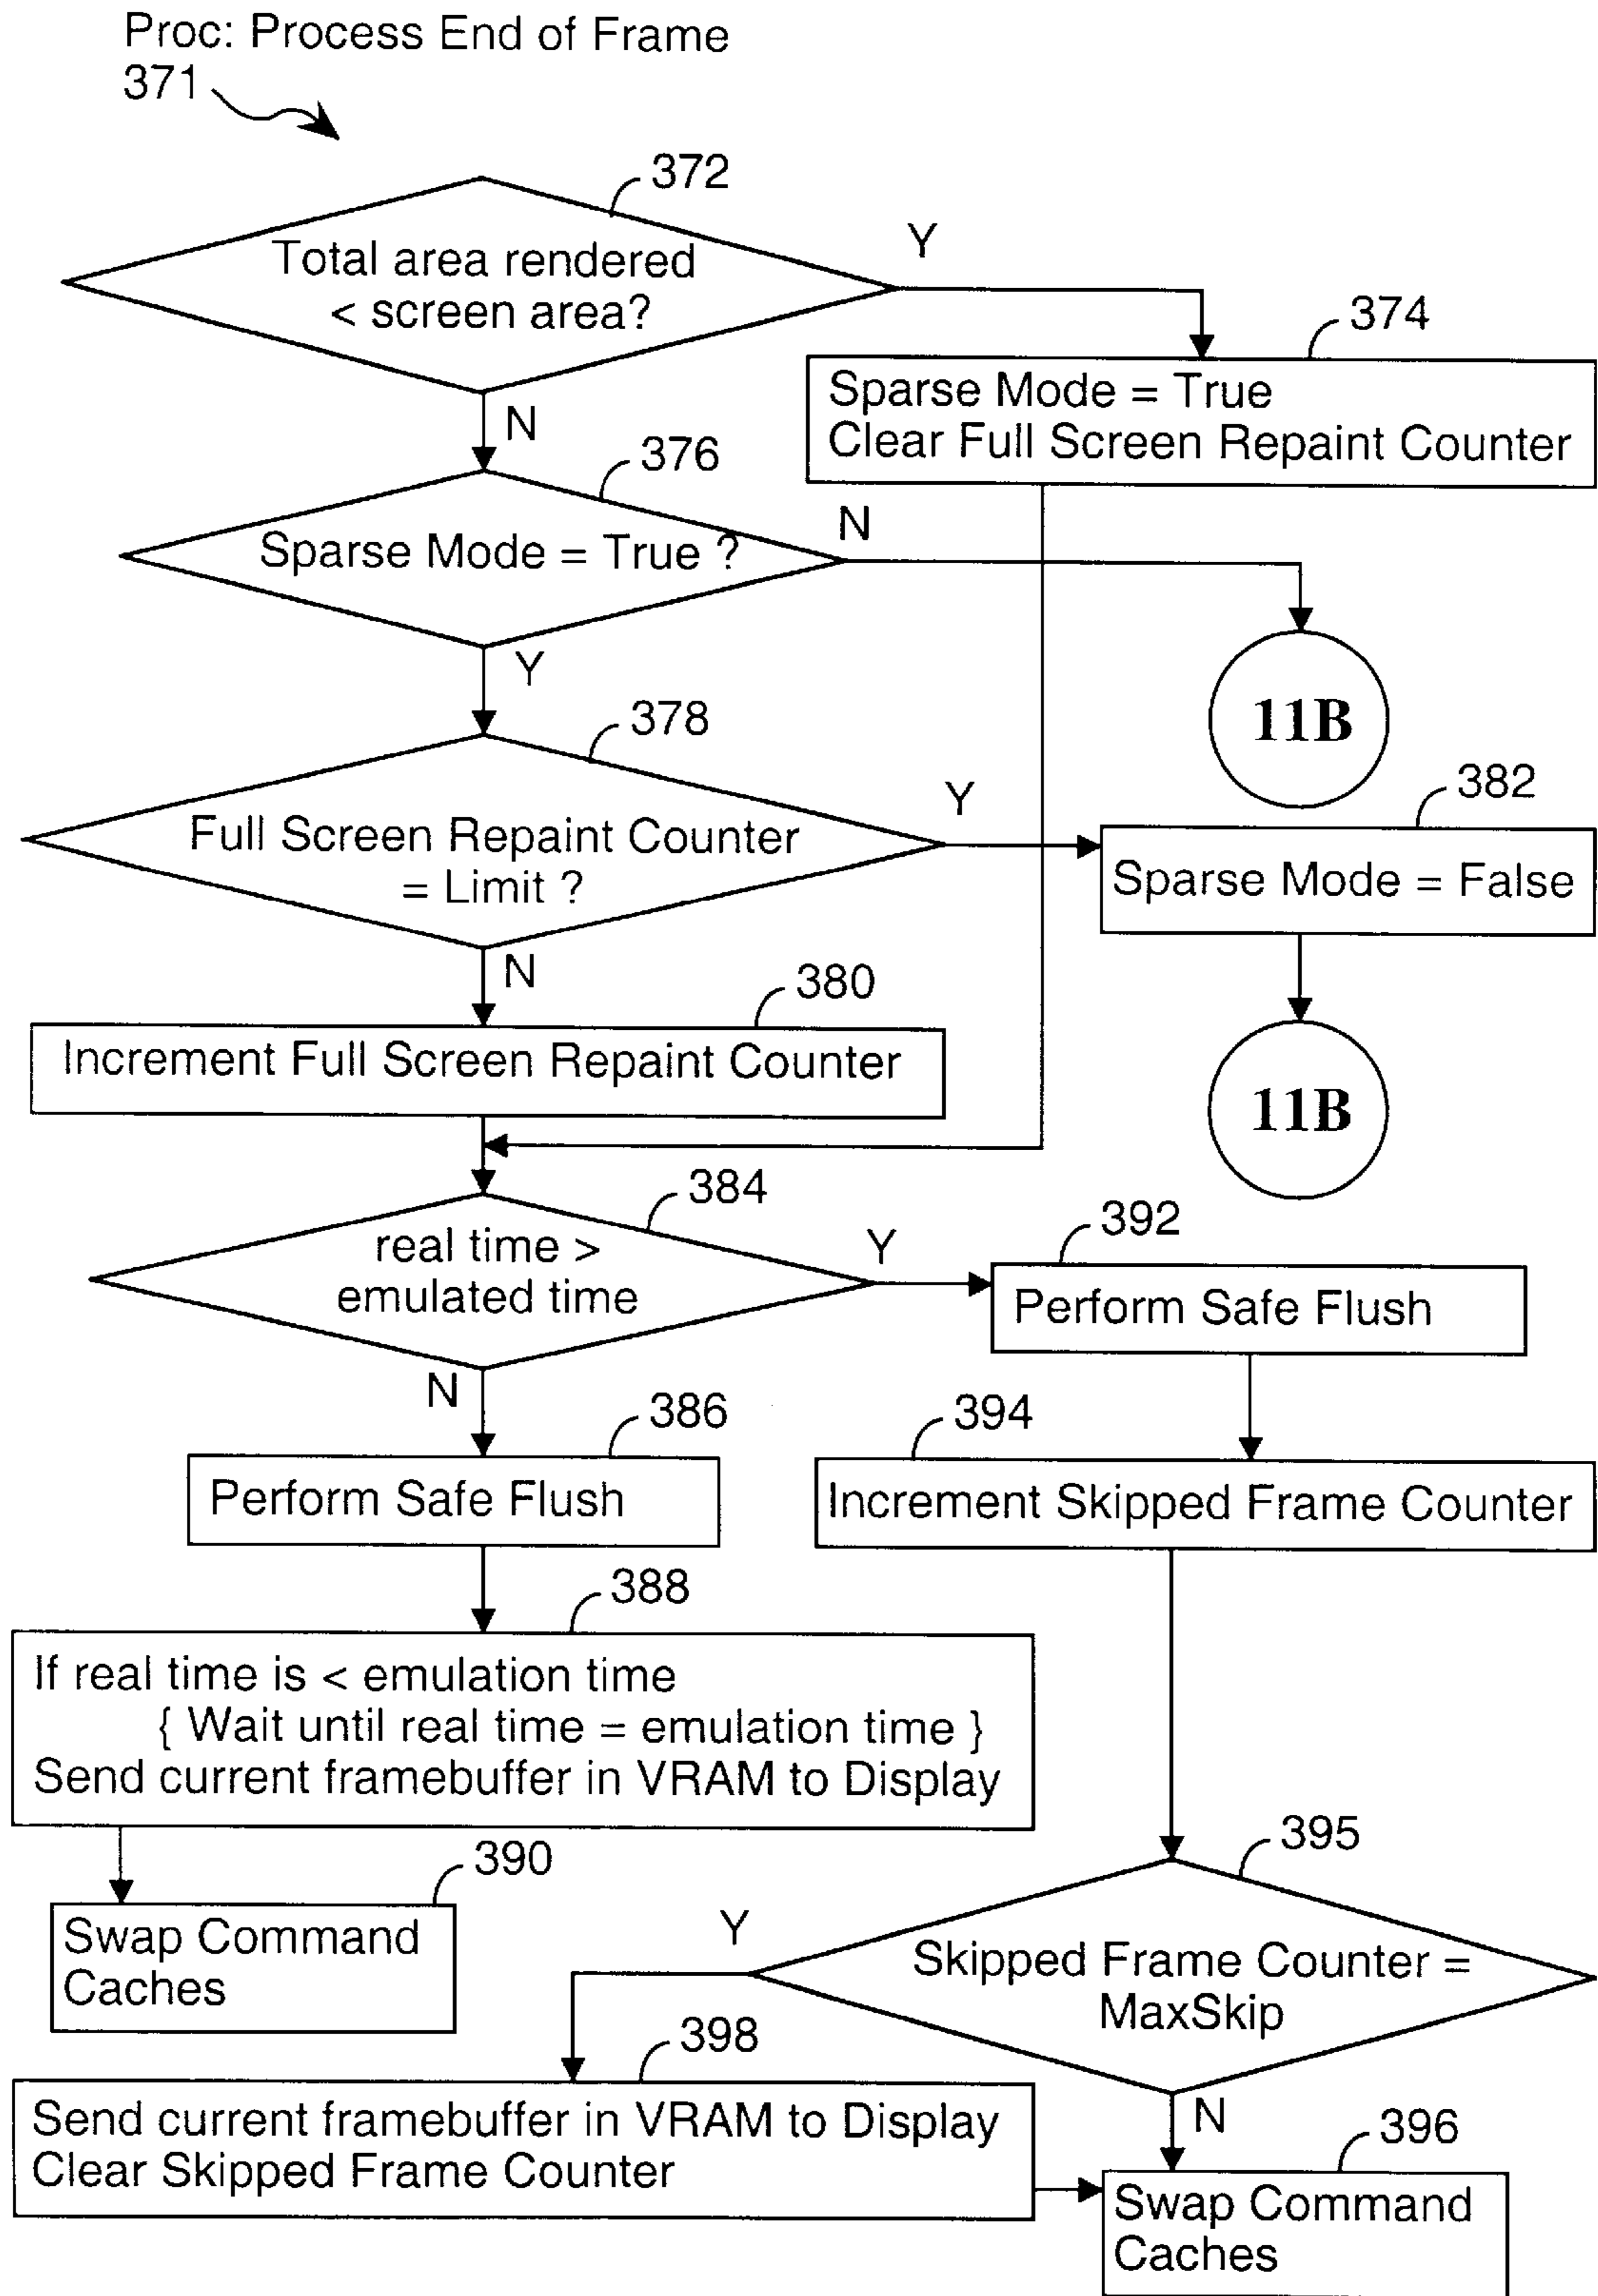 Proc: Process End of Frame
371
372
Total area rendered
< screen area?
Y
N
374
Sparse Mode = True
Clear Full Screen Repaint Counter
376
Sparse Mode = True ?
N
Y
11B
378
Full Screen Repaint Counter
= Limit ?
Y
N
382
Sparse Mode = False
11B
380
Increment Full Screen Repaint Counter
384
real time >
emulated time
Y
N
392
Perform Safe Flush
386
Perform Safe Flush
394
Increment Skipped Frame Counter
388
If real time is < emulation time
{ Wait until real time = emulation time }
Send current framebuffer in VRAM to Display
390
Swap Command
Caches
395
Skipped Frame Counter =
MaxSkip
Y
N
398
Send current framebuffer in VRAM to Display
Clear Skipped Frame Counter
396
Swap Command
Caches